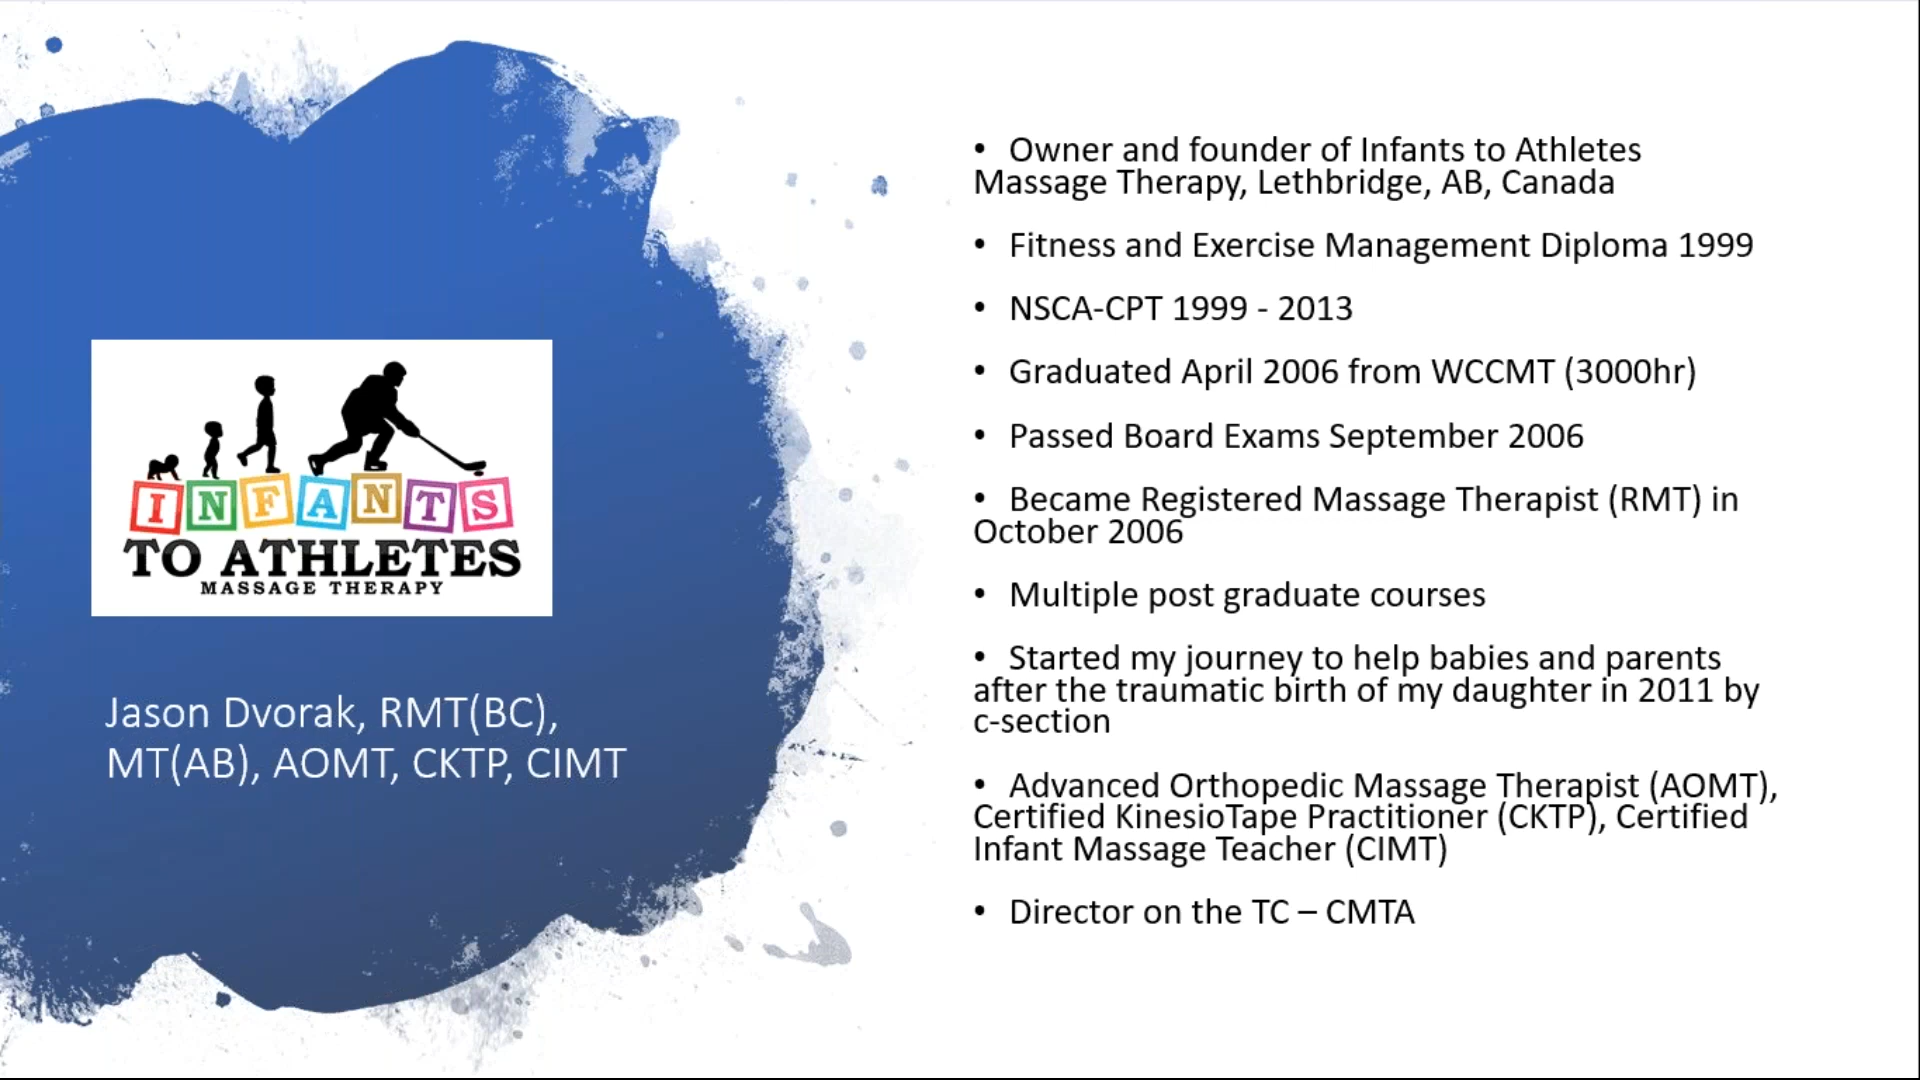 INFANTS
TO ATHLETES
MASSAGE THERAPY
Jason Dvorak, RMT(BC),
MT(AB), AOMT, CKTP, CIMT
• Owner and founder of Infants to Athletes
Massage Therapy, Lethbridge, AB, Canada
• Fitness and Exercise Management Diploma 1999
• NSCA-CPT 1999 - 2013
• Graduated April 2006 from WCCMT (3000hr)
• Passed Board Exams September 2006
• Became Registered Massage Therapist (RMT) in
October 2006
• Multiple post graduate courses
• Started my journey to help babies and parents
after the traumatic birth of my daughter in 2011 by
c-section
• Advanced Orthopedic Massage Therapist (AOMT),
Certified KinesioTape Practitioner (CKTP), Certified
Infant Massage Teacher (CIMT)
• Director on the TC – CMTA